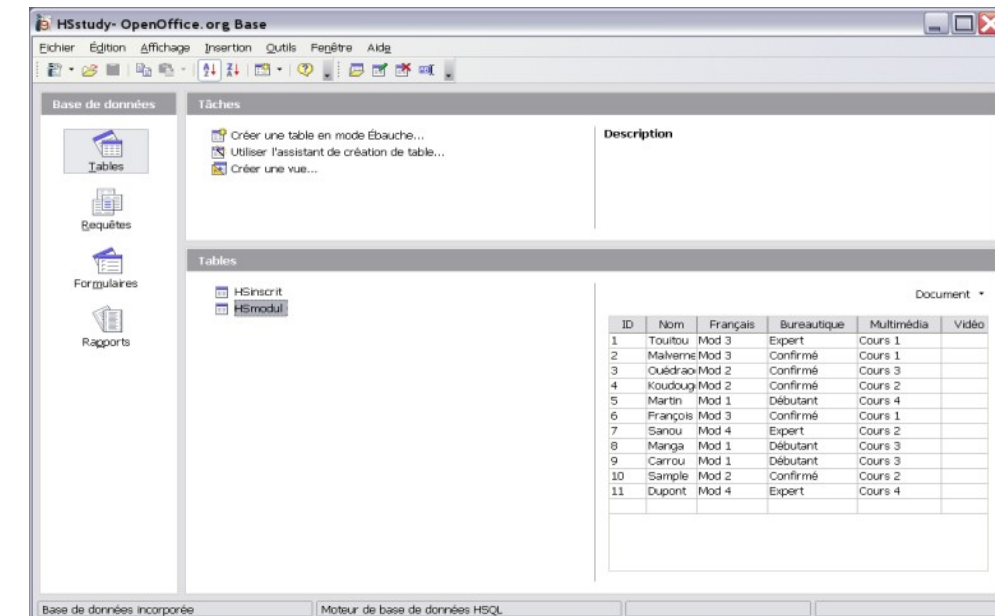 HSstudy- OpenOffice.org Base
Fichier Édition Affichage Insertion Outils Fenêtre Aide
Base de données
Tables
Requêtes
Formulaires
Rapports
Tâches
Créer une table en mode Ébauche...
Utiliser l'assistant de création de table...
Créer une vue...
Description
Tables
HSinscrit
HSmodul
Document
ID Nom Français Bureautique Multimédia Vidéo
1 Touitou Mod 3 Expert Cours 1
2 Malverne Mod 3 Confirmé Cours 1
3 Ouédrao Mod 2 Confirmé Cours 3
4 Koudoug Mod 2 Confirmé Cours 2
5 Martin Mod 1 Débutant Cours 4
6 François Mod 3 Confirmé Cours 1
7 Sanou Mod 4 Expert Cours 2
8 Manga Mod 1 Débutant Cours 3
9 Carrou Mod 1 Débutant Cours 3
10 Sample Mod 2 Confirmé Cours 2
11 Dupont Mod 4 Expert Cours 4
Base de données incorporée Moteur de base de données HSQL